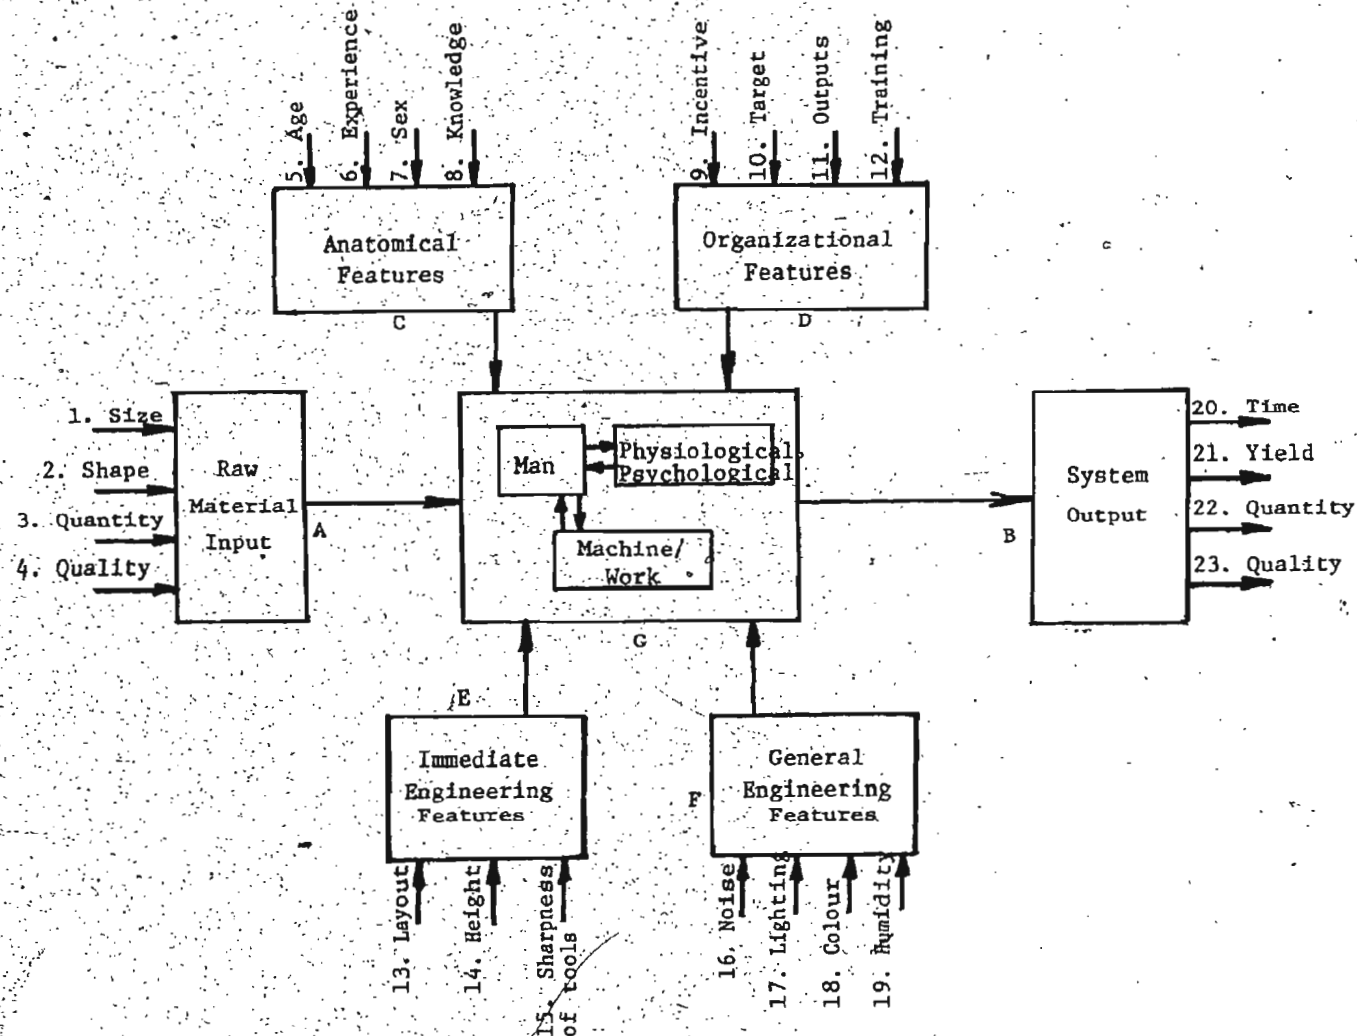 5. Age
6. Experience
7. Sex
8. Knowledge
9. Incentive
10. Target
11. Outputs
12. Training
Anatomical
Features
C
Organizational
Features
D
1. Size
2. Shape
3. Quantity
4. Quality
Raw
Material
Input
A
Man
Physiological
Psychological
Machine/
Work
G
B
System
Output
20. Time
21. Yield
22. Quantity
23. Quality
E
Immediate
Engineering
Features
F
General
Engineering
Features
13. Layout
14. Height
15. Sharpness
of tools
16. Noise
17. Lighting
18. Colour
19. Humidity